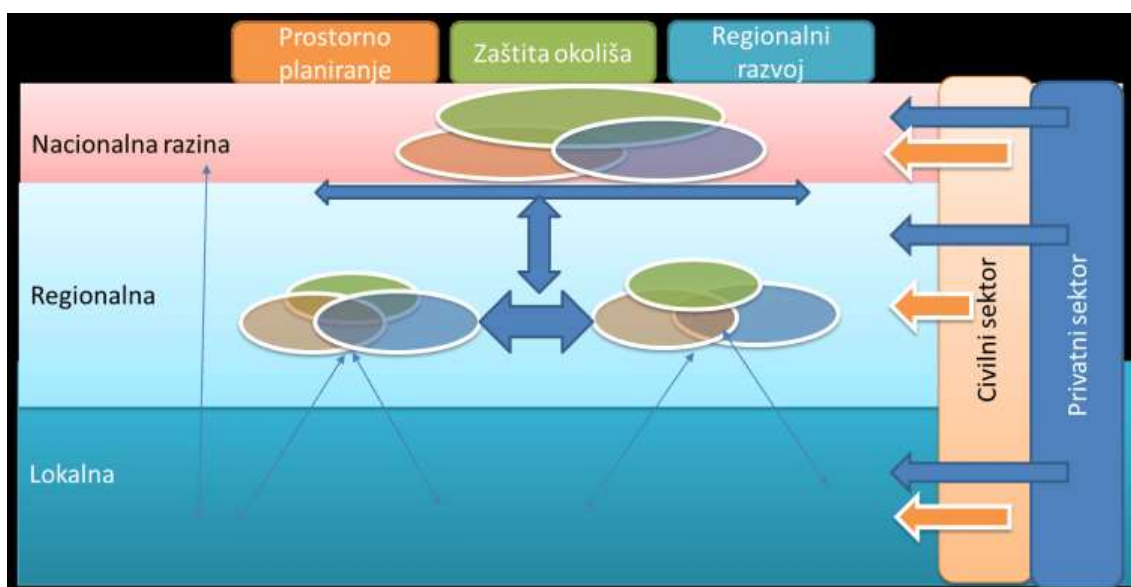 Prostorno
planiranje
Zaštita okoliša
Regionalni
razvoj
Nacionalna razina
Regionalna
Lokalna
Civilni sektor
Privatni sektor